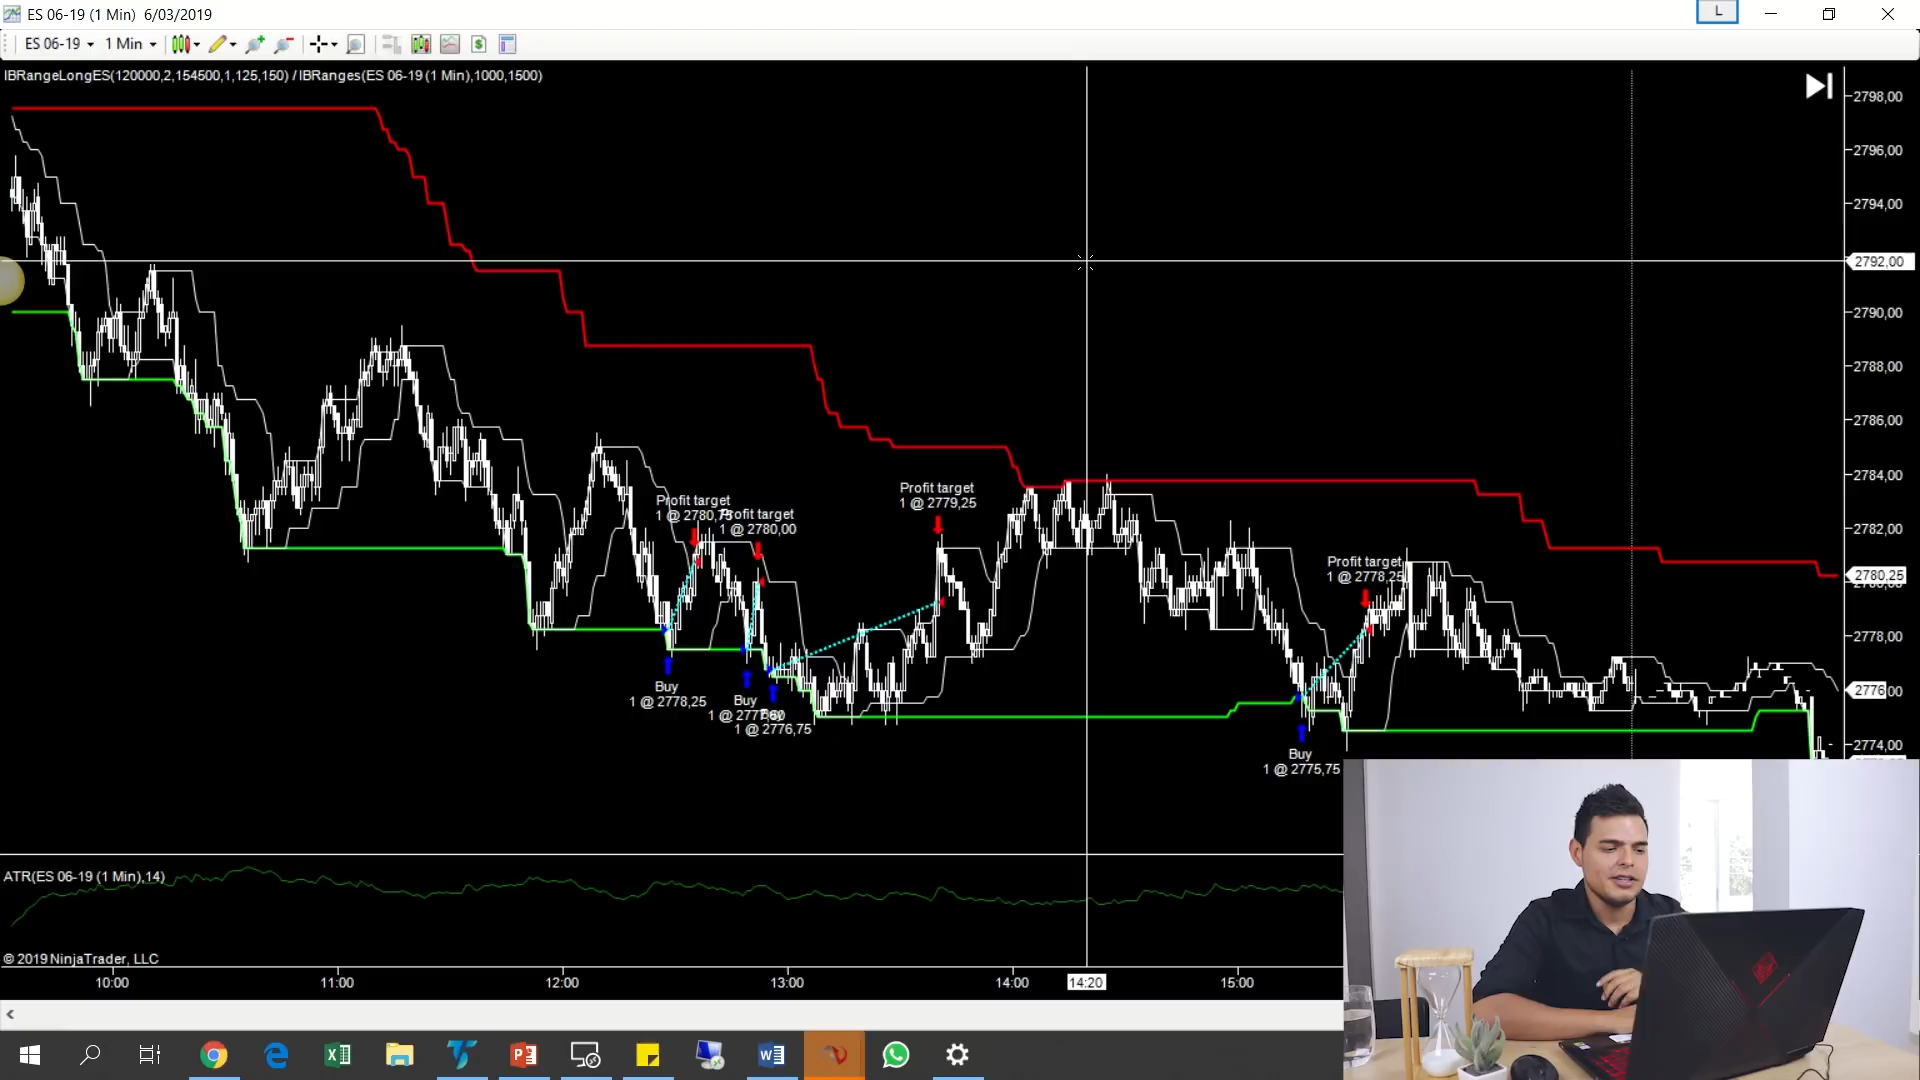 ES 06-19 (1 Min) 6/03/2019
L
ES 06-19 1 Min
IBRangeLongES(120000,2,154500,1,125,150) / IBRanges(ES 06-19 (1 Min),1000,1500)
2798,00
2796,00
2794,00
2792,00
2790,00
2788,00
2786,00
2784,00
2782,00
2780,25
2778,00
2776,00
2774,00
Profit target
1 @ 2780,75
Profit target
1 @ 2780,00
Profit target
1 @ 2779,25
Profit target
1 @ 2778,25
Buy
1 @ 2778,25
Buy
1 @ 2776,75
Buy
1 @ 2775,75
ATR(ES 06-19 (1 Min),14)
© 2019 NinjaTrader, LLC
10:00 11:00 12:00 13:00 14:00 14:20 15:00